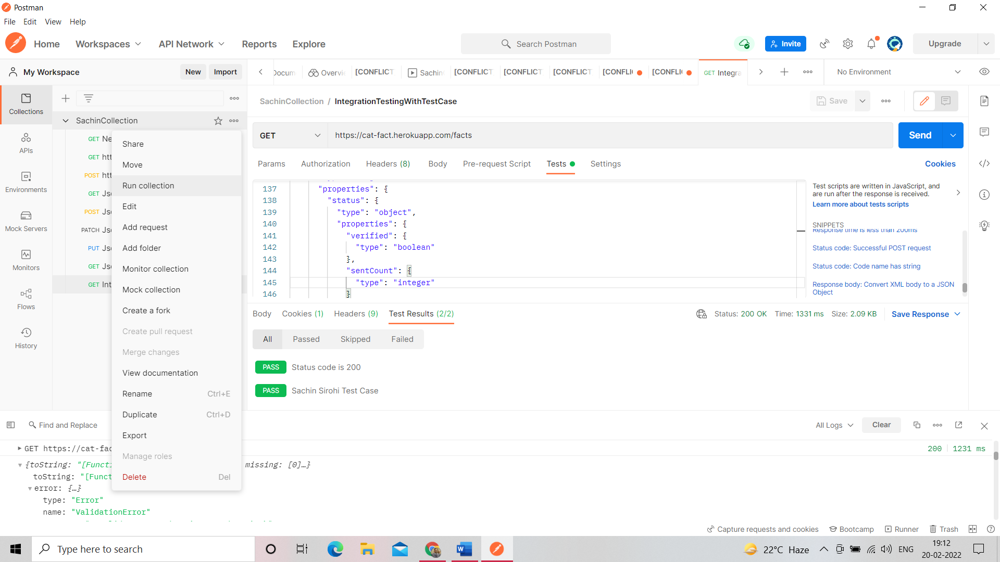 Postman
File Edit View Help
Home Workspaces API Network Reports Explore
Search Postman
Invite
Upgrade
My Workspace New Import
Overvi [CONFLICT Sachin [CONFLICT [CONFLICT [CONFLICT [CONFLI [CONFLI GET Integra
No Environment
Collections
APIs
Environments
Mock Servers
Monitors
Flows
History
SachinCollection
GET Ne
GET htt
POST htt
GET Jso
POST Jso
PATCH Jso
PUT Jso
GET Jso
GET Int
Share
Move
Run collection
Edit
Add request
Add folder
Monitor collection
Mock collection
Create a fork
Create pull request
Merge changes
View documentation
Rename Ctrl+E
Duplicate Ctrl+D
Export
Manage roles
Delete Del
SachinCollection / IntegrationTestingWithTestCase
Save
GET https://cat-fact.herokuapp.com/facts
Send
Params Authorization Headers (8) Body Pre-request Script Tests Settings
Cookies
137 "properties": {
138 "status": {
139 "type": "object",
140 "properties": {
141 "verified": {
142 "type": "boolean"
143 },
144 "sentCount": {
145 "type": "integer"
146 }
Test scripts are written in JavaScript, and
are run after the response is received.
Learn more about tests scripts
SNIPPETS
Response time is less than 200ms
Status code: Successful POST request
Status code: Code name has string
Response body: Convert XML body to a JSON
Object
Body Cookies (1) Headers (9) Test Results (2/2)
Status: 200 OK Time: 1331 ms Size: 2.09 KB Save Response
All Passed Skipped Failed
PASS Status code is 200
PASS Sachin Sirohi Test Case
Find and Replace
All Logs Clear
GET https://cat-fac
200 1231 ms
{toString: "[Functi missing: [0]…}
toString: "[Funct
error: {…}
type: "Error"
name: "ValidationError"
Capture requests and cookies Bootcamp Runner Trash
Type here to search
22°C Haze ENG
19:12
20-02-2022